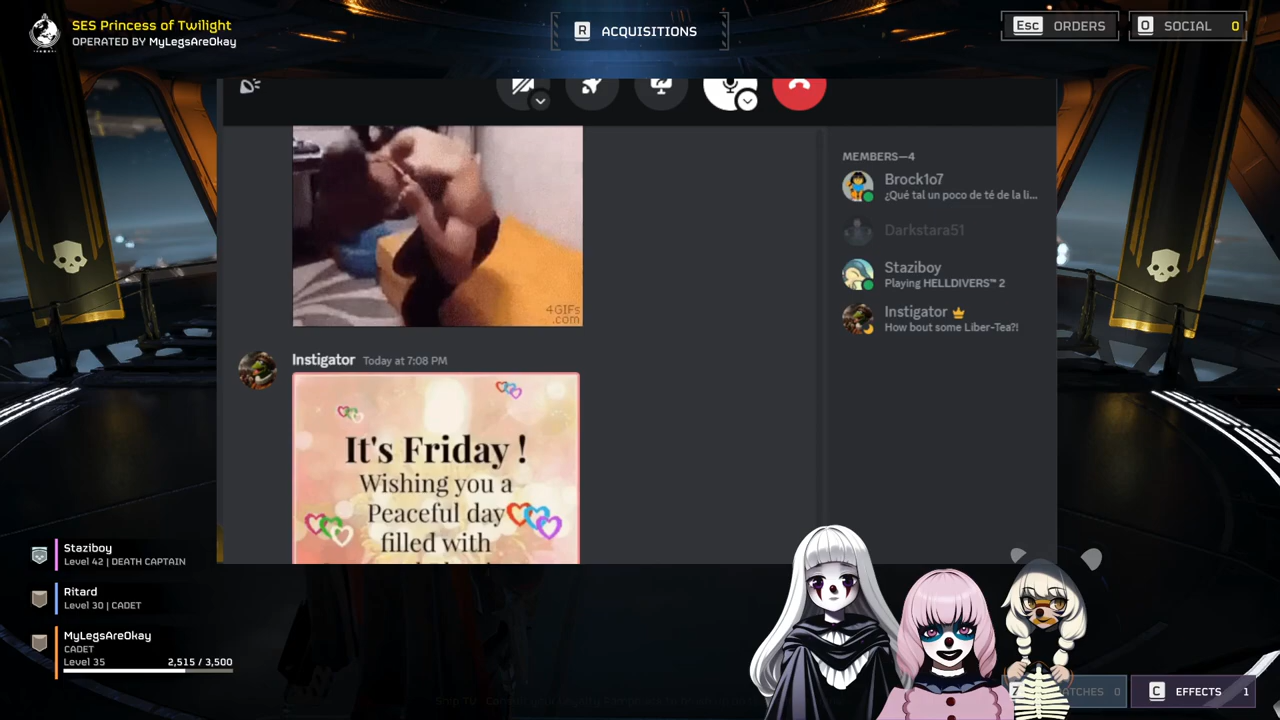 SES Princess of Twilight
OPERATED BY MyLegsAreOkay
R ACQUISITIONS
Esc ORDERS
O SOCIAL 0
MEMBERS—4
Brock1o7
¿Qué tal un poco de té de la li...
Darkstara51
Staziboy
Playing HELLDIVERS™ 2
Instigator
How bout some Liber-Tea?!
4GIFs
.com
Instigator Today at 7:08 PM
It's Friday !
Wishing you a
Peaceful day
filled with
Staziboy
Level 42 | DEATH CAPTAIN
Ritard
Level 30 | CADET
MyLegsAreOkay
CADET
Level 35 2,515 / 3,500
0
C EFFECTS 1